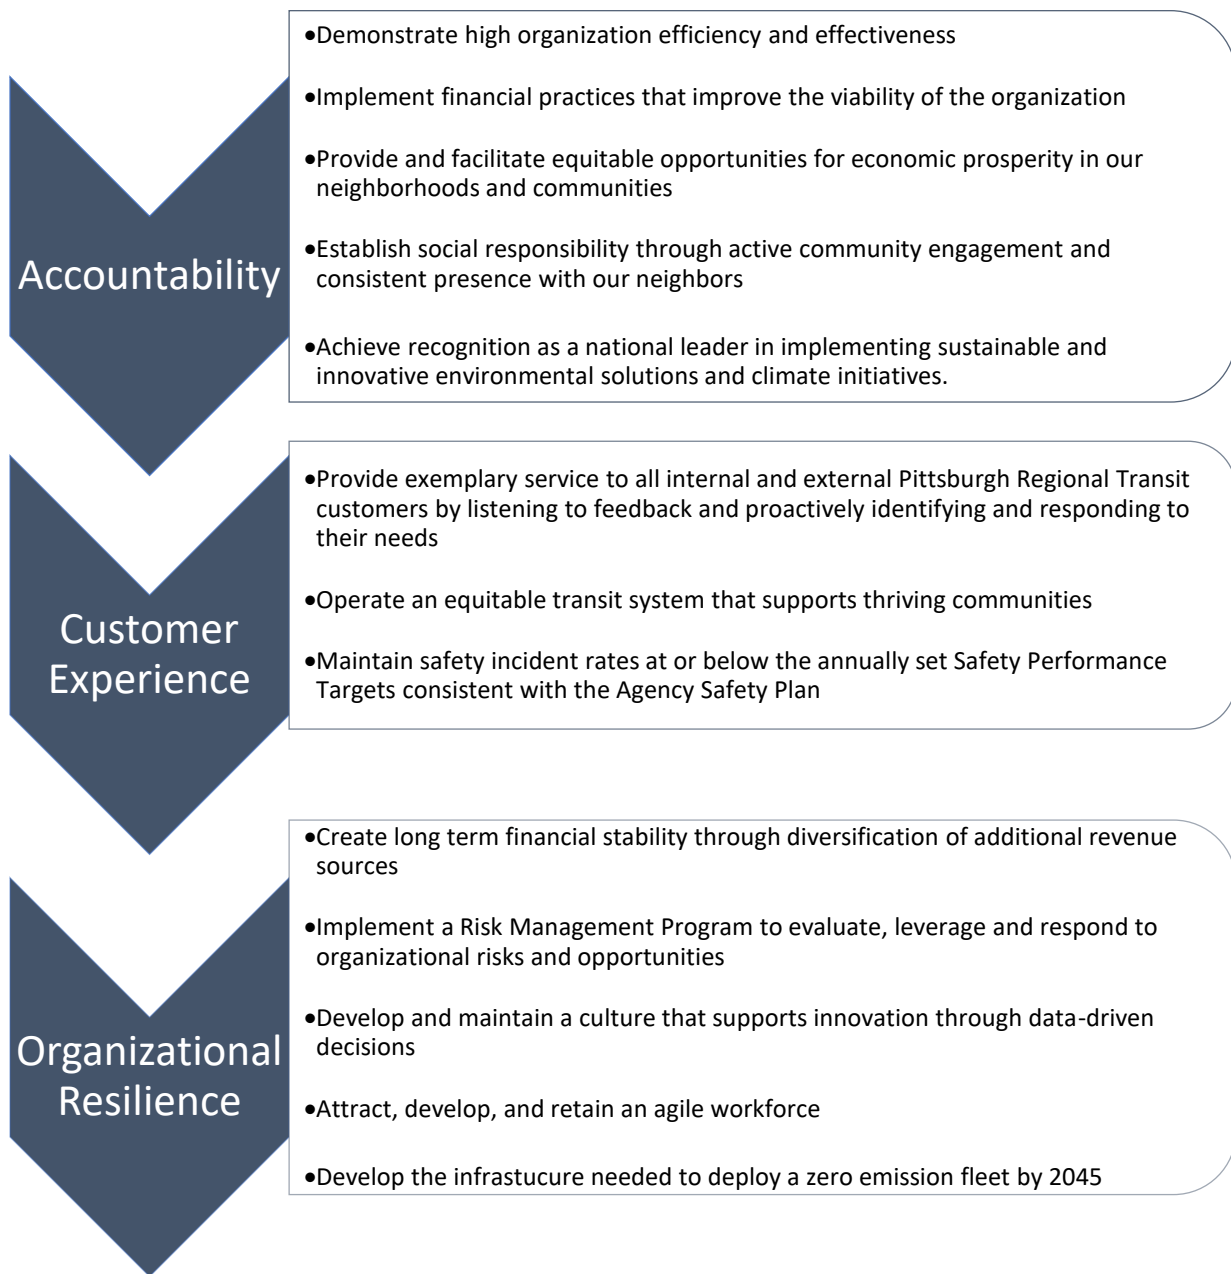 Accountability
•Demonstrate high organization efficiency and effectiveness
•Implement financial practices that improve the viability of the organization
•Provide and facilitate equitable opportunities for economic prosperity in our
neighborhoods and communities
•Establish social responsibility through active community engagement and
consistent presence with our neighbors
•Achieve recognition as a national leader in implementing sustainable and
innovative environmental solutions and climate initiatives.
Customer
Experience
•Provide exemplary service to all internal and external Pittsburgh Regional Transit
customers by listening to feedback and proactively identifying and responding to
their needs
•Operate an equitable transit system that supports thriving communities
•Maintain safety incident rates at or below the annually set Safety Performance
Targets consistent with the Agency Safety Plan
Organizational
Resilience
•Create long term financial stability through diversification of additional revenue
sources
•Implement a Risk Management Program to evaluate, leverage and respond to
organizational risks and opportunities
•Develop and maintain a culture that supports innovation through data-driven
decisions
•Attract, develop, and retain an agile workforce
•Develop the infrastucure needed to deploy a zero emission fleet by 2045